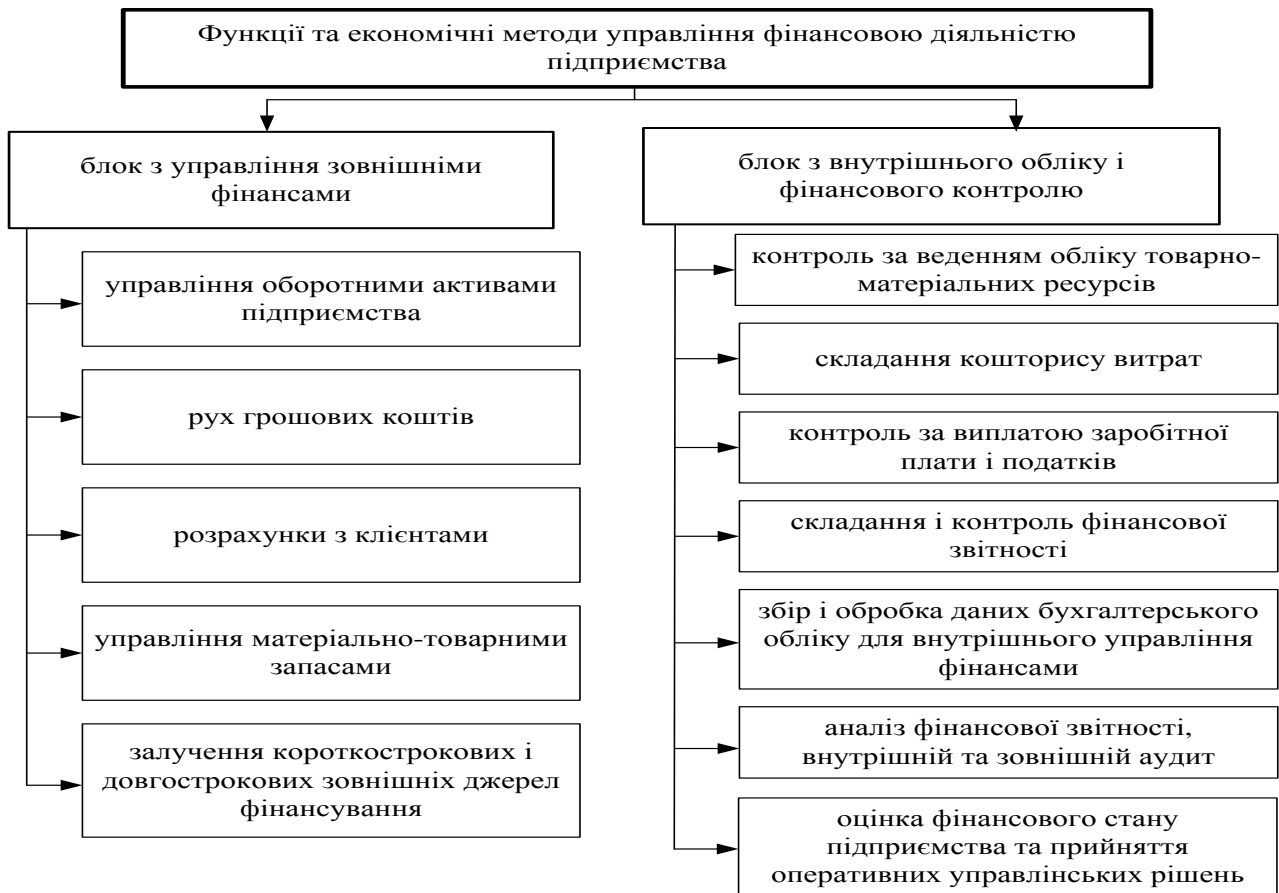 Функції та економічні методи управління фінансовою діяльністю
підприємства
блок з управління зовнішніми
фінансами
управління оборотними активами
підприємства
рух грошових коштів
розрахунки з клієнтами
управління матеріально-товарними
запасами
залучення короткострокових і
довгострокових зовнішніх джерел
фінансування
блок з внутрішнього обліку і
фінансового контролю
контроль за веденням обліку товарно-
матеріальних ресурсів
складання кошторису витрат
контроль за виплатою заробітної
плати і податків
складання і контроль фінансової
звітності
збір і обробка даних бухгалтерського
обліку для внутрішнього управління
фінансами
аналіз фінансової звітності,
внутрішній та зовнішній аудит
оцінка фінансового стану
підприємства та прийняття
оперативних управлінських рішень